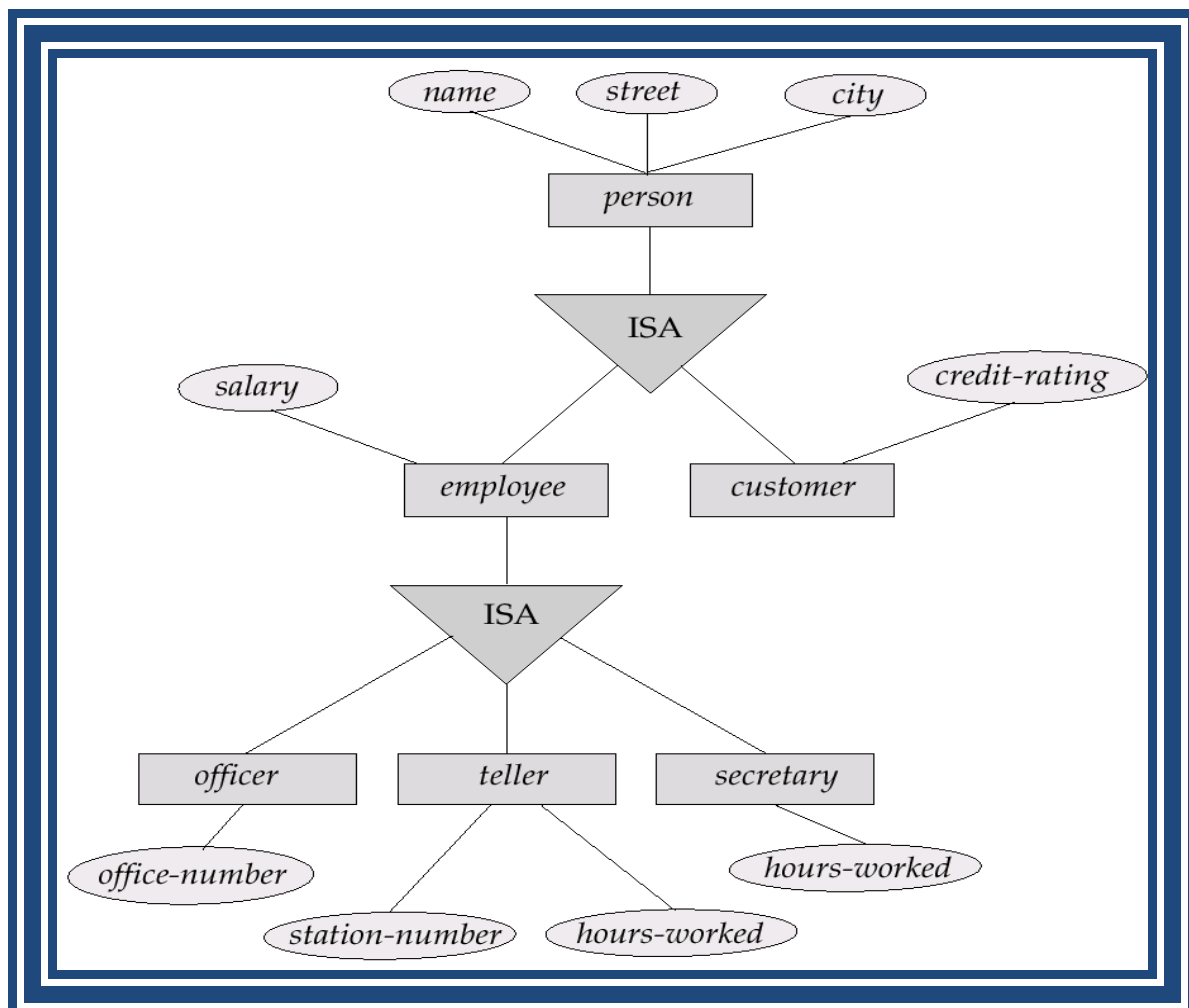 name street city
person
ISA
salary credit-rating
employee customer
ISA
officer teller secretary
office-number hours-worked
station-number hours-worked